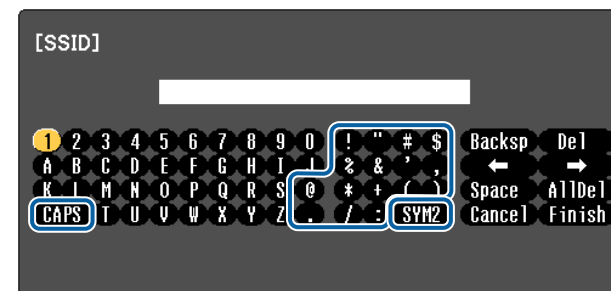 [SSID]
1 2 3 4 5 6 7 8 9 0 ! " # $ Backsp Del
A B C D E F G H I J % & ' , ← →
K L M N O P Q R S @ * + ( ) Space AllDel
CAPS T U V W X Y Z . / : SYM2 Cancel Finish